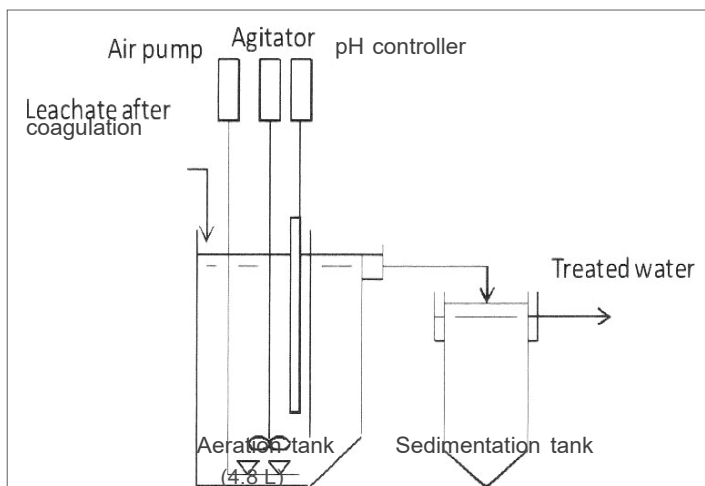 Air pump
Agitator
pH controller
Leachate after
coagulation
Treated water
Aeration tank
(4.8 L)
Sedimentation tank